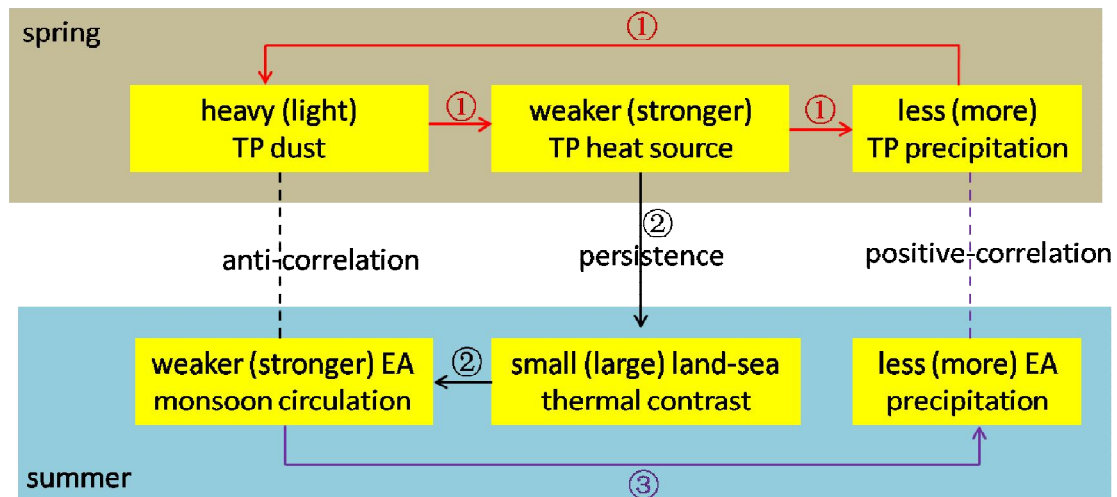 spring
①
heavy (light)
TP dust
①
weaker (stronger)
TP heat source
①
less (more)
TP precipitation
②
anti-correlation
persistence
positive-correlation
weaker (stronger) EA
monsoon circulation
②
small (large) land-sea
thermal contrast
less (more) EA
precipitation
summer
③